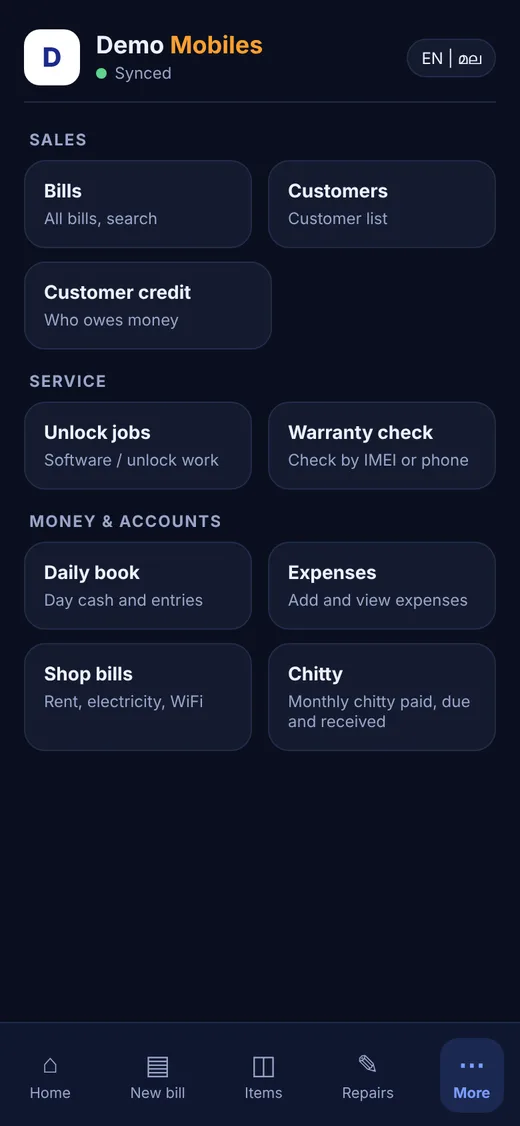 D
Demo Mobiles
Synced
EN | മല
SALES
Bills
All bills, search
Customers
Customer list
Customer credit
Who owes money
SERVICE
Unlock jobs
Software / unlock work
Warranty check
Check by IMEI or phone
MONEY & ACCOUNTS
Daily book
Day cash and entries
Expenses
Add and view expenses
Shop bills
Rent, electricity, WiFi
Chitty
Monthly chitty paid, due
and received
Home
New bill
Items
Repairs
More